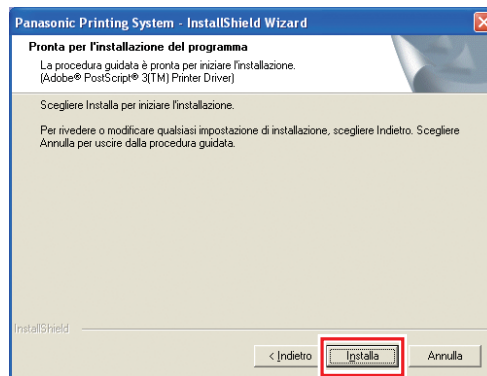 Panasonic Printing System - InstallShield Wizard
Pronta per l'installazione del programma
La procedura guidata è pronta per iniziare l'installazione.
(Adobe® PostScript® 3(TM) Printer Driver)
Scegliere Installa per iniziare l'installazione.
Per rivedere o modificare qualsiasi impostazione di installazione, scegliere Indietro. Scegliere
Annulla per uscire dalla procedura guidata.
InstallShield
< Indietro
Installa
Annulla